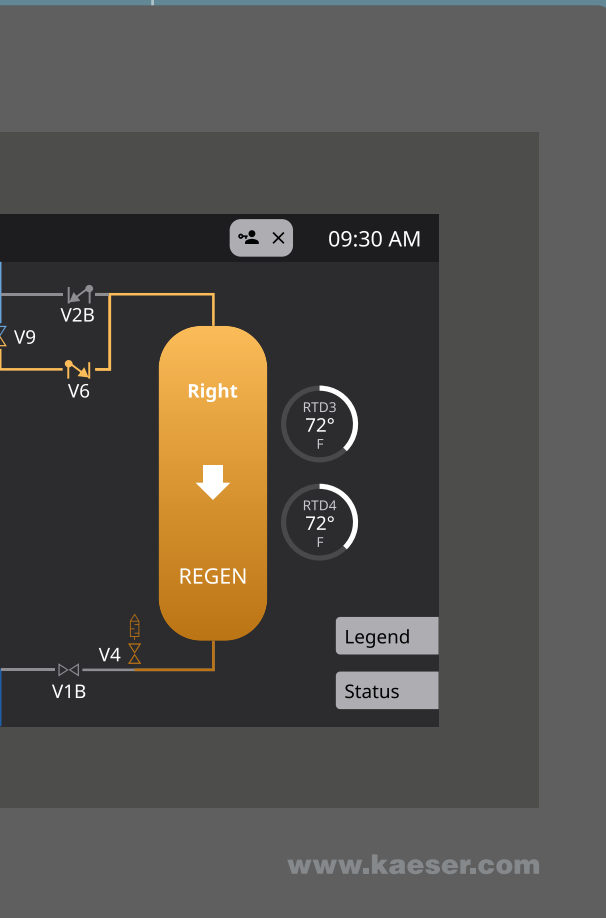 09:30 AM
V2B
V9
V6
Right
RTD3
72°
F
RTD4
72°
F
REGEN
Legend
V4
Status
V1B
www.kaeser.com